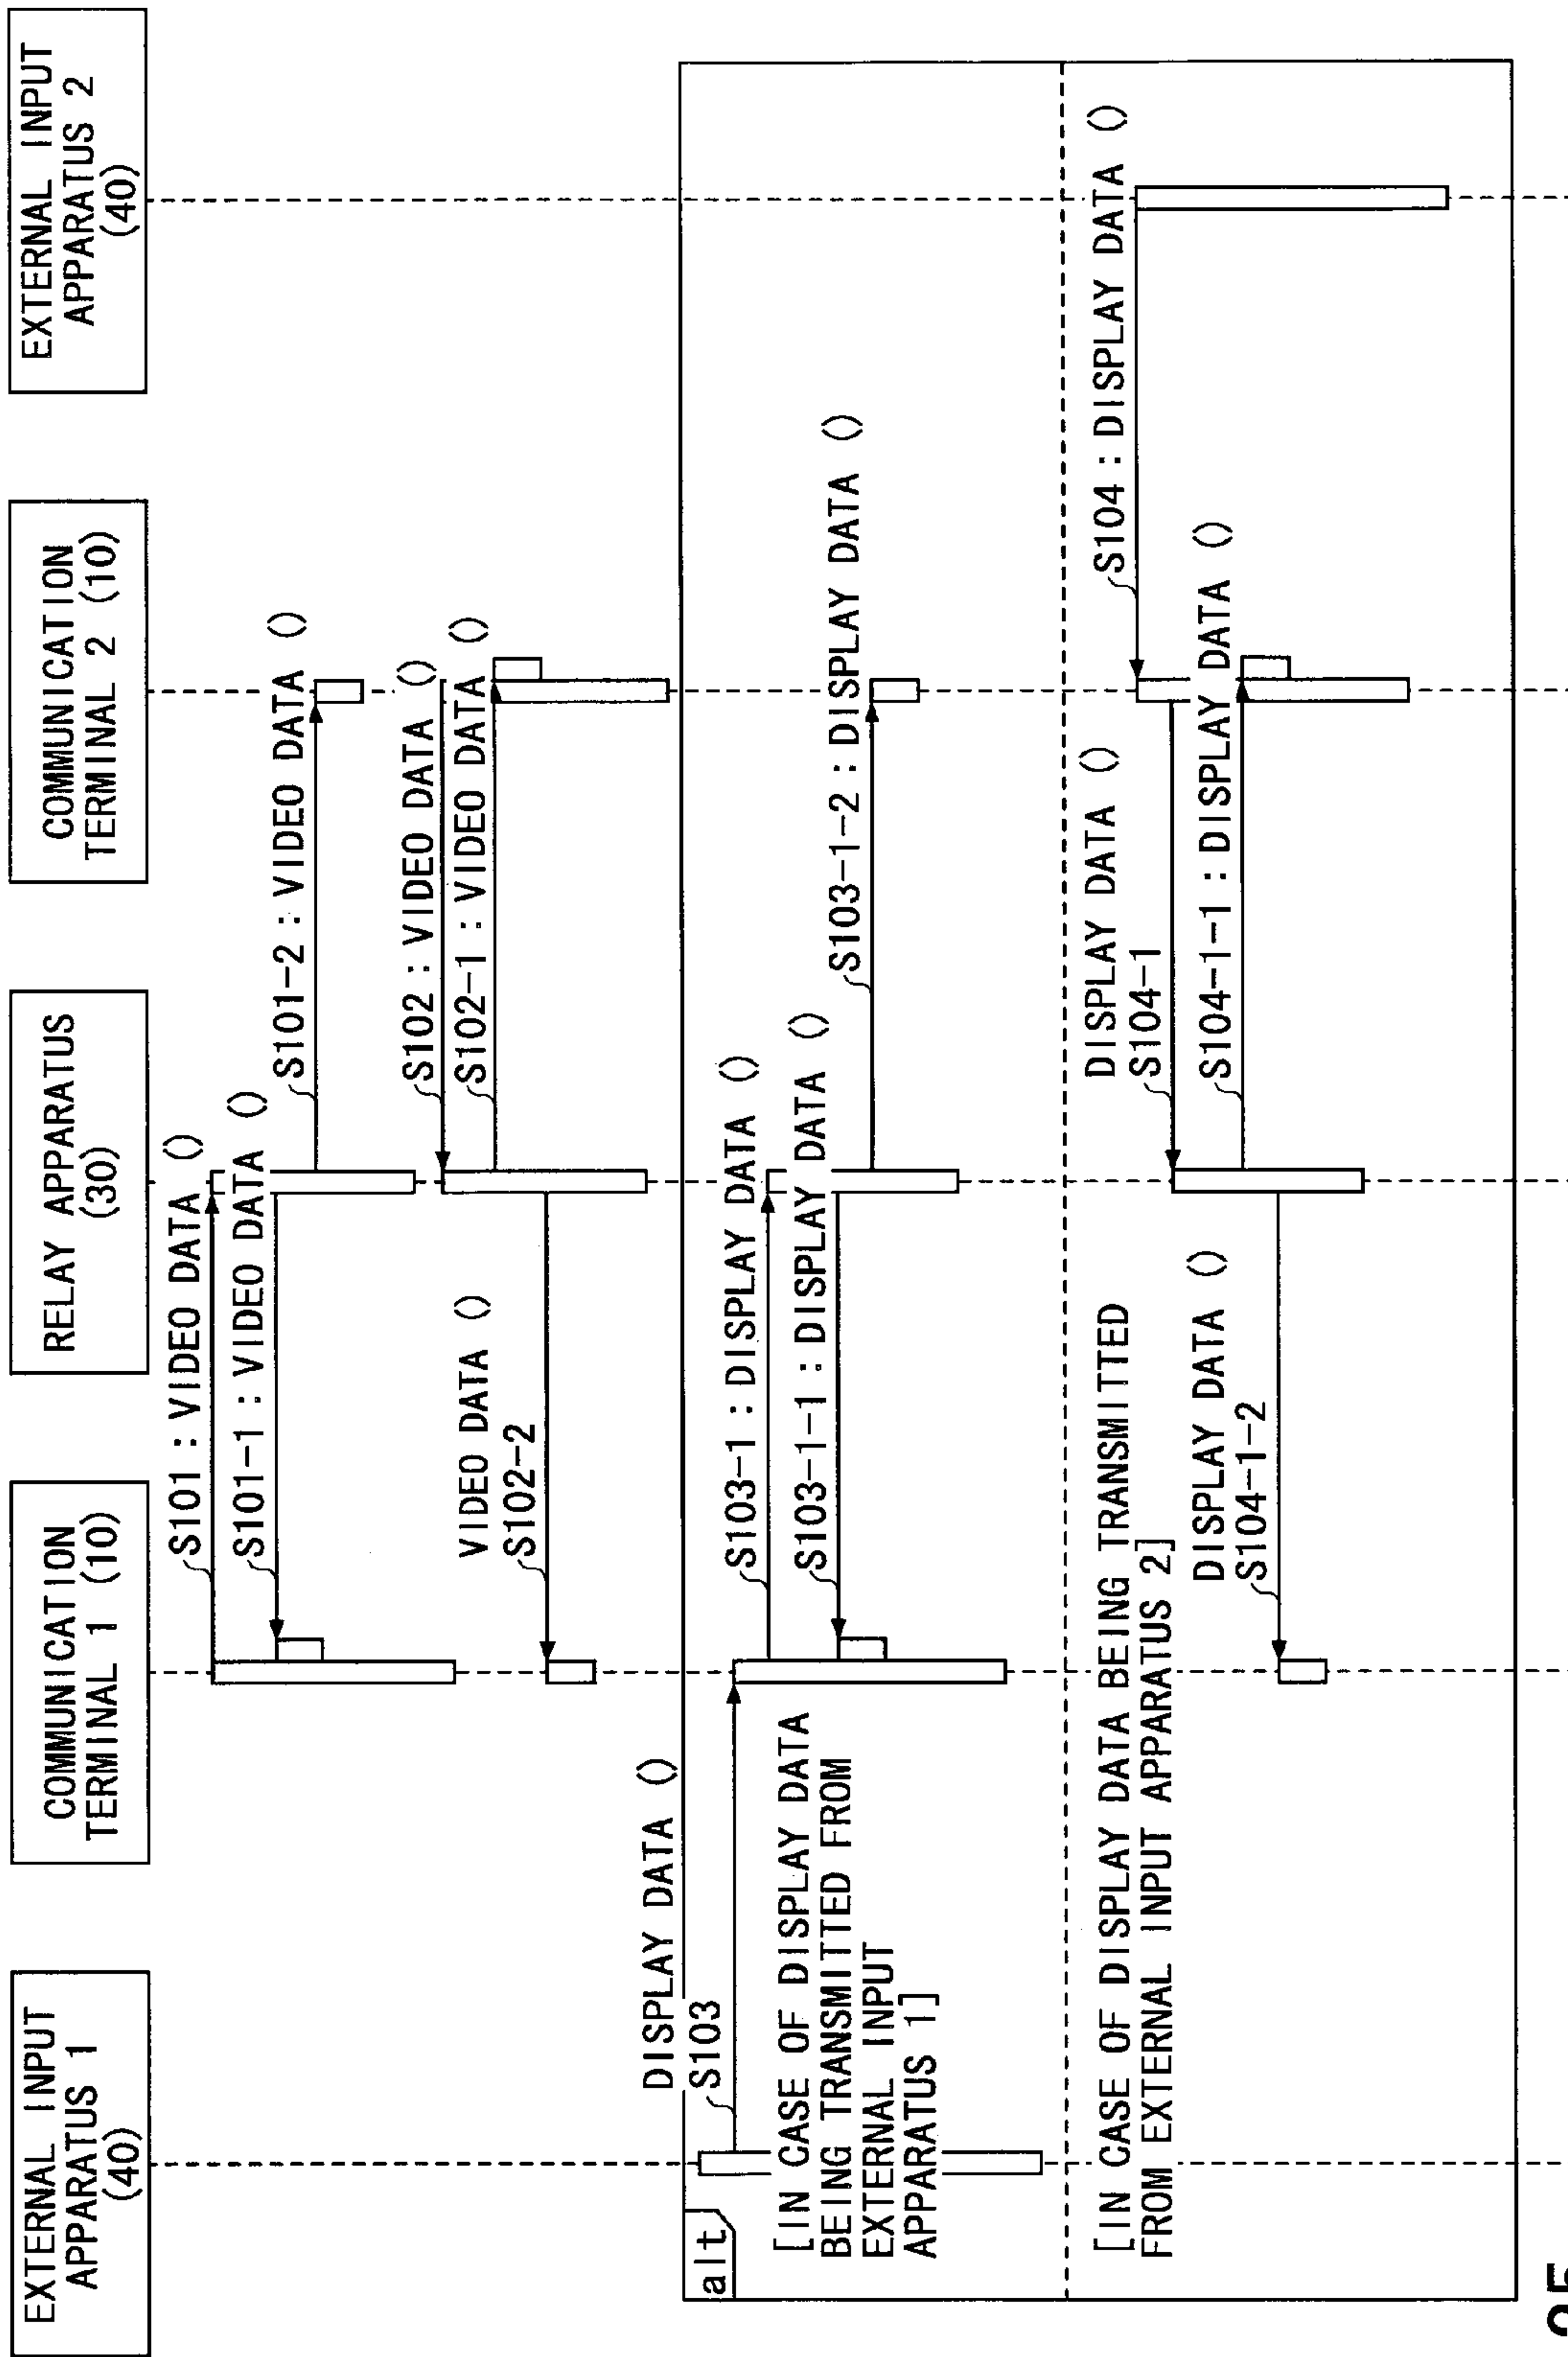 EXTERNAL INPUT
APPARATUS 1
(40)
COMMUNICATION
TERMINAL 1 (10)
RELAY APPARATUS
(30)
COMMUNICATION
TERMINAL 2 (10)
EXTERNAL INPUT
APPARATUS 2
(40)
S101 : VIDEO DATA ()
S101-1 : VIDEO DATA ()
S101-2 : VIDEO DATA ()
S102 : VIDEO DATA ()
S102-1 : VIDEO DATA ()
VIDEO DATA ()
S102-2
alt
DISPLAY DATA ()
S103
[IN CASE OF DISPLAY DATA
BEING TRANSMITTED FROM
EXTERNAL INPUT
APPARATUS 1]
S103-1 : DISPLAY DATA ()
S103-1-1 : DISPLAY DATA ()
S103-1-2 : DISPLAY DATA ()
[IN CASE OF DISPLAY DATA BEING TRANSMITTED
FROM EXTERNAL INPUT APPARATUS 2]
S104 : DISPLAY DATA ()
DISPLAY DATA ()
S104-1
S104-1-1 : DISPLAY DATA ()
DISPLAY DATA ()
S104-1-2